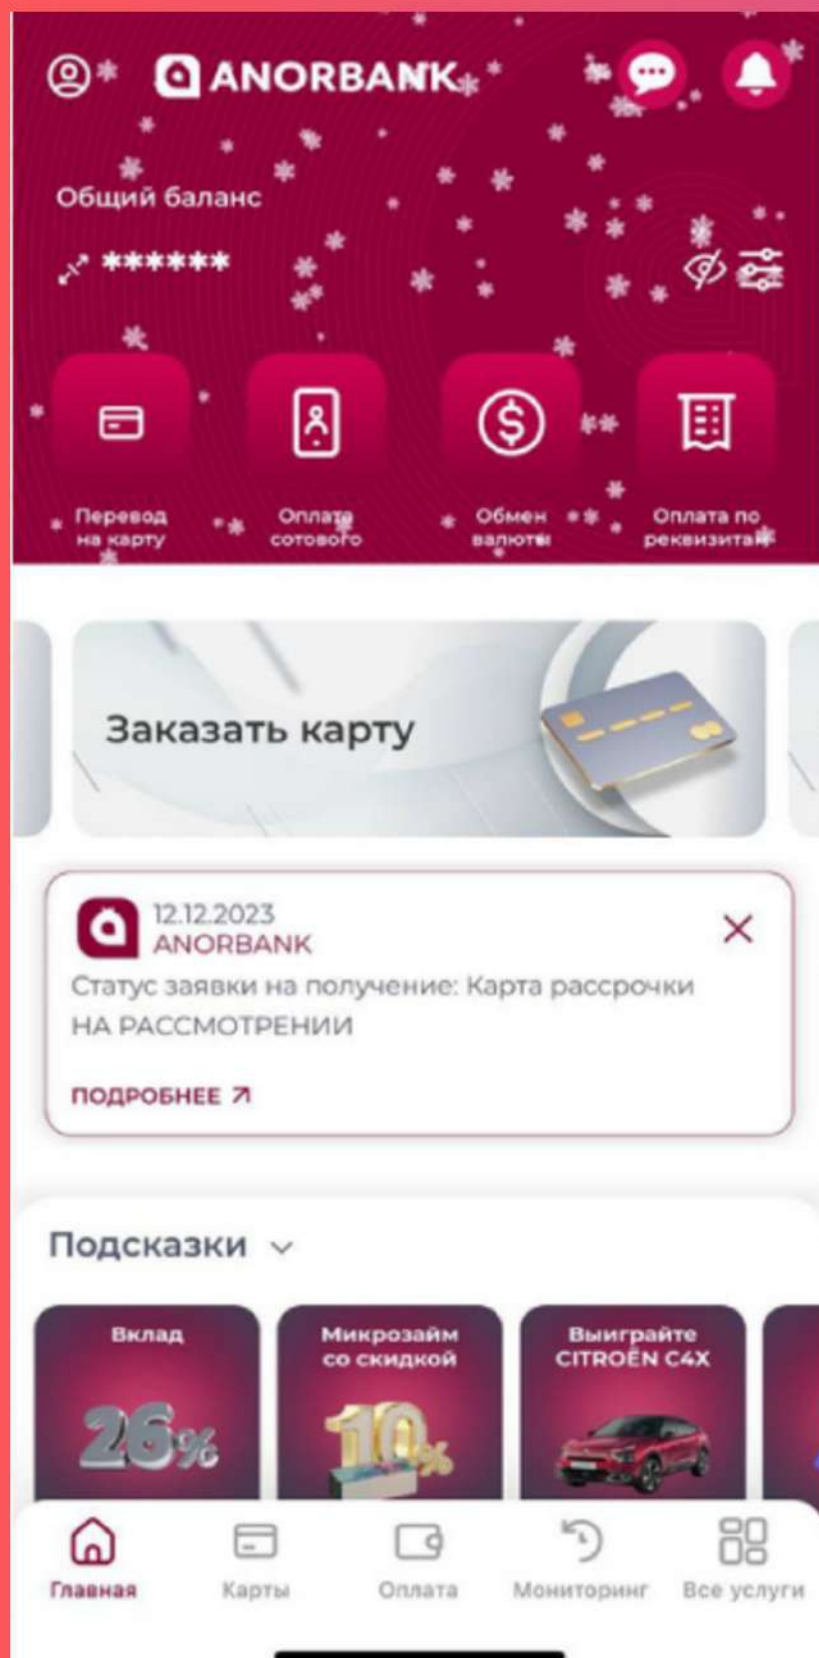 ANORBANK
Общий баланс
******
Перевод
на карту
Оплата
сотового
Обмен
валюты
Оплата по
реквизитам
Заказать карту
12.12.2023
ANORBANK
Статус заявки на получение: Карта рассрочки
НА РАССМОТРЕНИИ
ПОДРОБНЕЕ
Подсказки
Вклад
26%
Микрозайм
со скидкой
10%
Выиграйте
CITROËN C4X
Главная
Карты
Оплата
Мониторинг
Все услуги